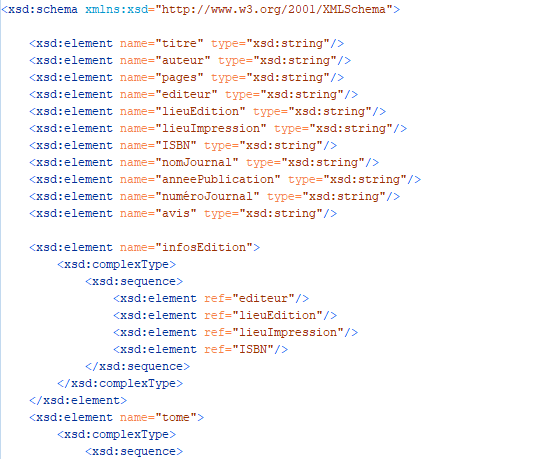 <xsd:schema xmlns:xsd="http://www.w3.org/2001/XMLSchema">
<xsd:element name="titre" type="xsd:string"/>
<xsd:element name="auteur" type="xsd:string"/>
<xsd:element name="pages" type="xsd:string"/>
<xsd:element name="editeur" type="xsd:string"/>
<xsd:element name="lieuEdition" type="xsd:string"/>
<xsd:element name="lieuImpression" type="xsd:string"/>
<xsd:element name="ISBN" type="xsd:string"/>
<xsd:element name="nomJournal" type="xsd:string"/>
<xsd:element name="anneePublication" type="xsd:string"/>
<xsd:element name="numéroJournal" type="xsd:string"/>
<xsd:element name="avis" type="xsd:string"/>
<xsd:element name="infosEdition">
<xsd:complexType>
<xsd:sequence>
<xsd:element ref="editeur"/>
<xsd:element ref="lieuEdition"/>
<xsd:element ref="lieuImpression"/>
<xsd:element ref="ISBN"/>
</xsd:sequence>
</xsd:complexType>
</xsd:element>
<xsd:element name="tome">
<xsd:complexType>
<xsd:sequence>